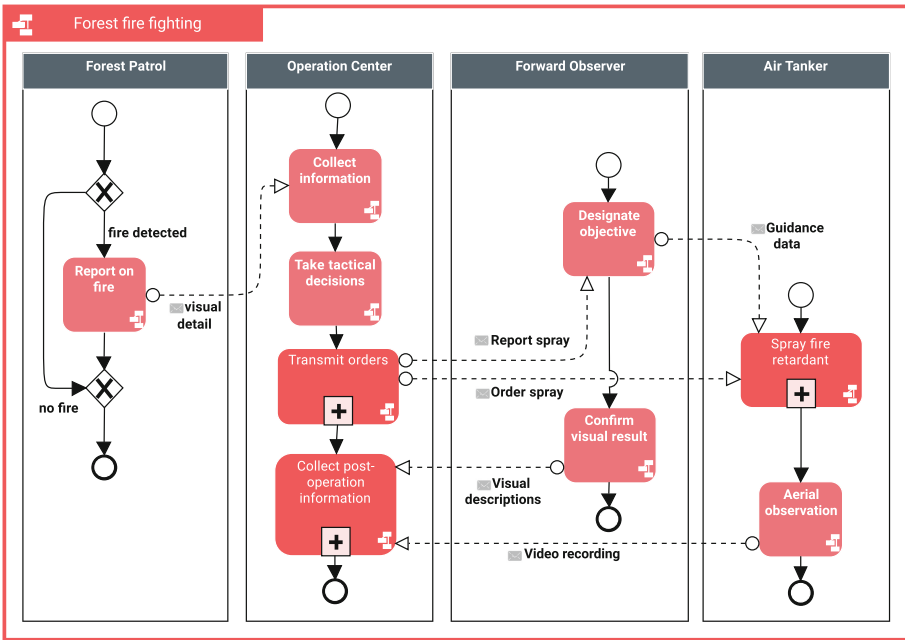 Forest fire fighting
Forest Patrol
Operation Center
Forward Observer
Air Tanker
Collect
information
Designate
objective
Guidance
data
fire detected
Report on
fire
Take tactical
decisions
visual
detail
Report spray
Spray fire
retardant
Transmit orders
Order spray
no fire
Confirm
visual result
Collect post-
operation
information
Visual
descriptions
Aerial
observation
Video recording